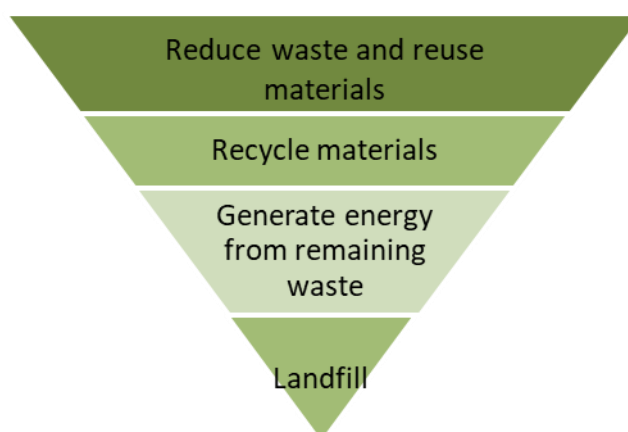 Reduce waste and reuse
materials
Recycle materials
Generate energy
from remaining
waste
Landfill